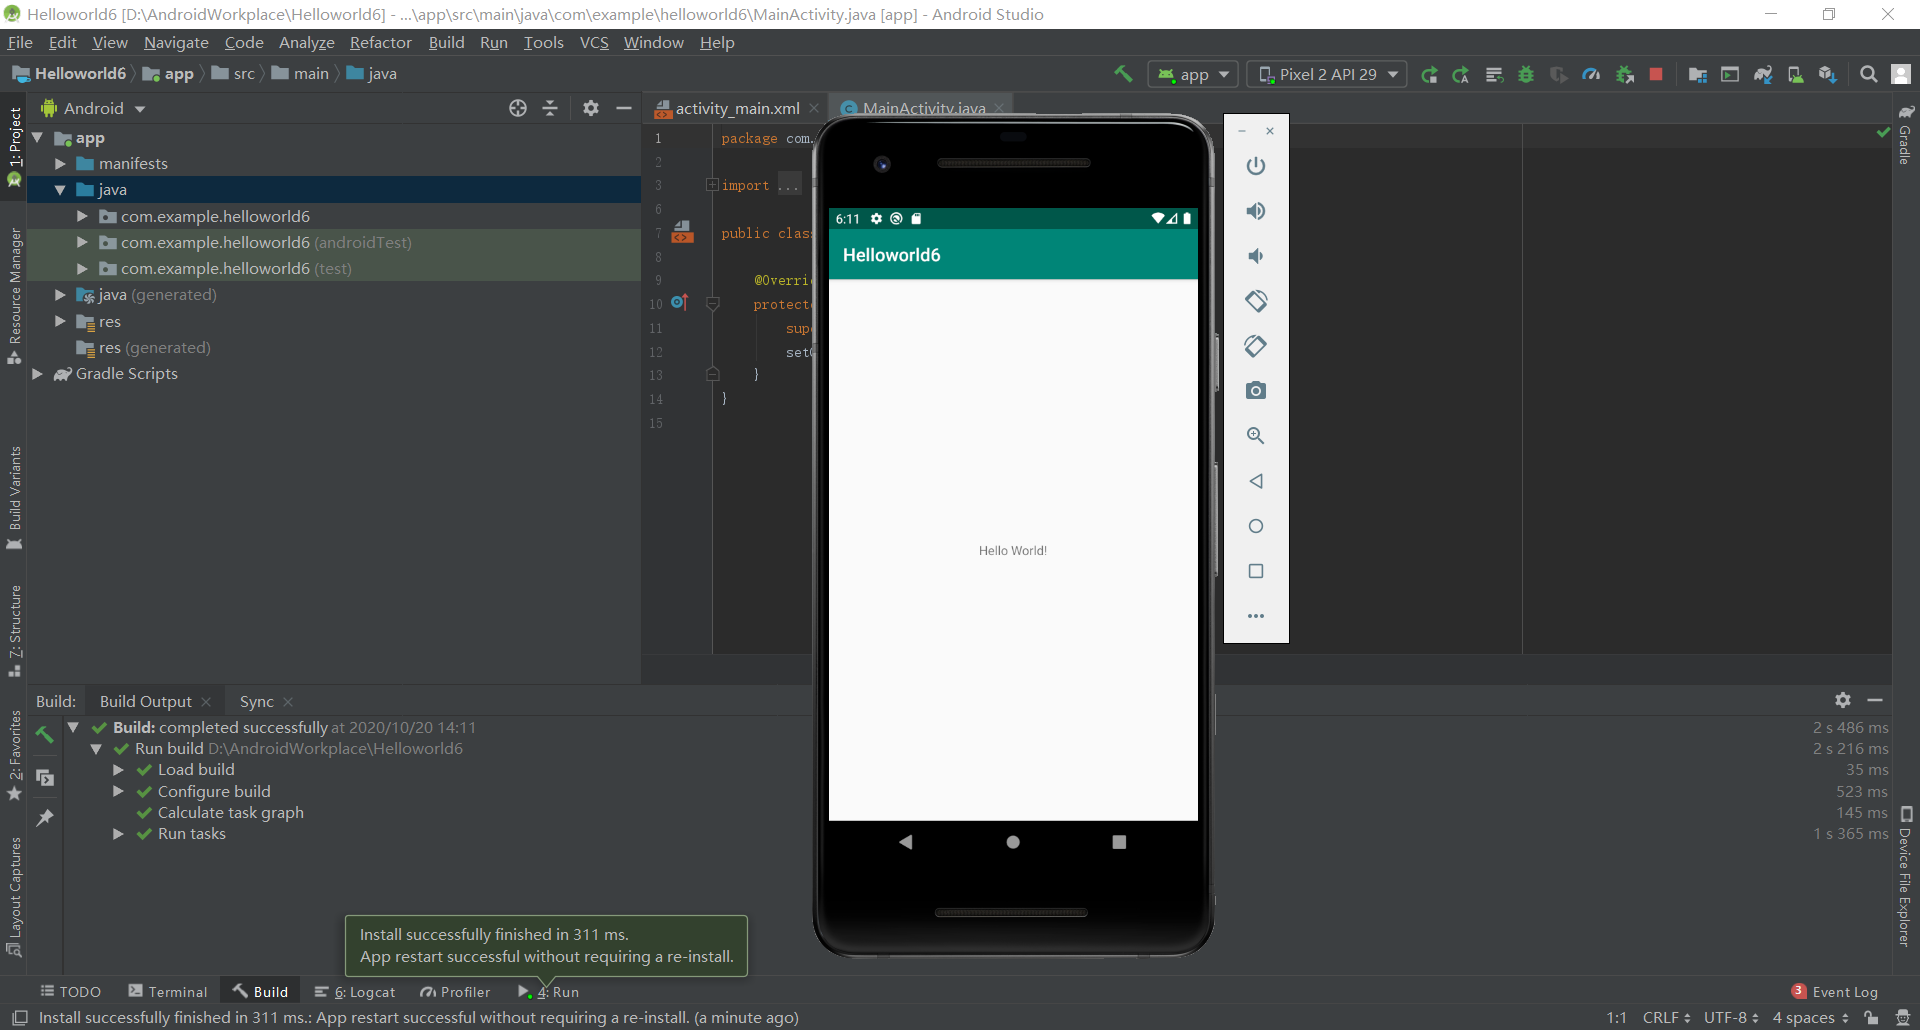 Helloworld6 [D:\AndroidWorkplace\Helloworld6] - ...\app\src\main\java\com\example\helloworld6\MainActivity.java [app] - Android Studio
File Edit View Navigate Code Analyze Refactor Build Run Tools VCS Window Help
Helloworld6 app src main java
app Pixel 2 API 29
1: Project
Resource Manager
Build Variants
7: Structure
2: Favorites
Layout Captures
Android
app
manifests
java
com.example.helloworld6
com.example.helloworld6 (androidTest)
com.example.helloworld6 (test)
java (generated)
res
res (generated)
Gradle Scripts
activity_main.xml MainActivity.java
1 package com.
2
3 import ...
6
7 public clas
8
9 @Overri
10 protect
11 sup
12 set
13 }
14 }
15
6:11
Helloworld6
Hello World!
Gradle
Device File Explorer
Build: Build Output Sync
Build: completed successfully at 2020/10/20 14:11 2 s 486 ms
Run build D:\AndroidWorkplace\Helloworld6 2 s 216 ms
Load build 35 ms
Configure build 523 ms
Calculate task graph 145 ms
Run tasks 1 s 365 ms
Install successfully finished in 311 ms.
App restart successful without requiring a re-install.
TODO Terminal Build 6: Logcat Profiler 4: Run 3 Event Log
Install successfully finished in 311 ms.: App restart successful without requiring a re-install. (a minute ago) 1:1 CRLF UTF-8 4 spaces